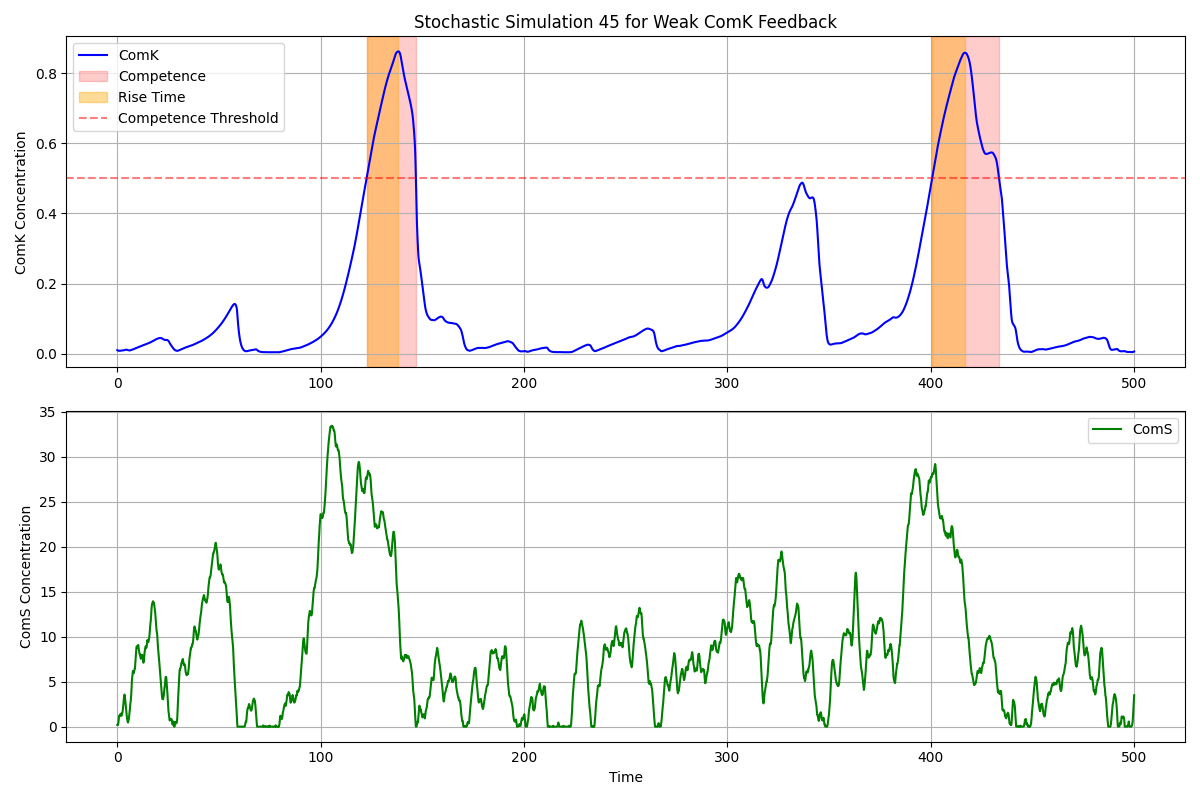 Stochastic Simulation 45 for Weak ComK Feedback
ComK
Competence
Rise Time
Competence Threshold
ComK Concentration
0.8
0.6
0.4
0.2
0.0
0 100 200 300 400 500
ComS
ComS Concentration
35
30
25
20
15
10
5
0
0 100 200 300 400 500
Time